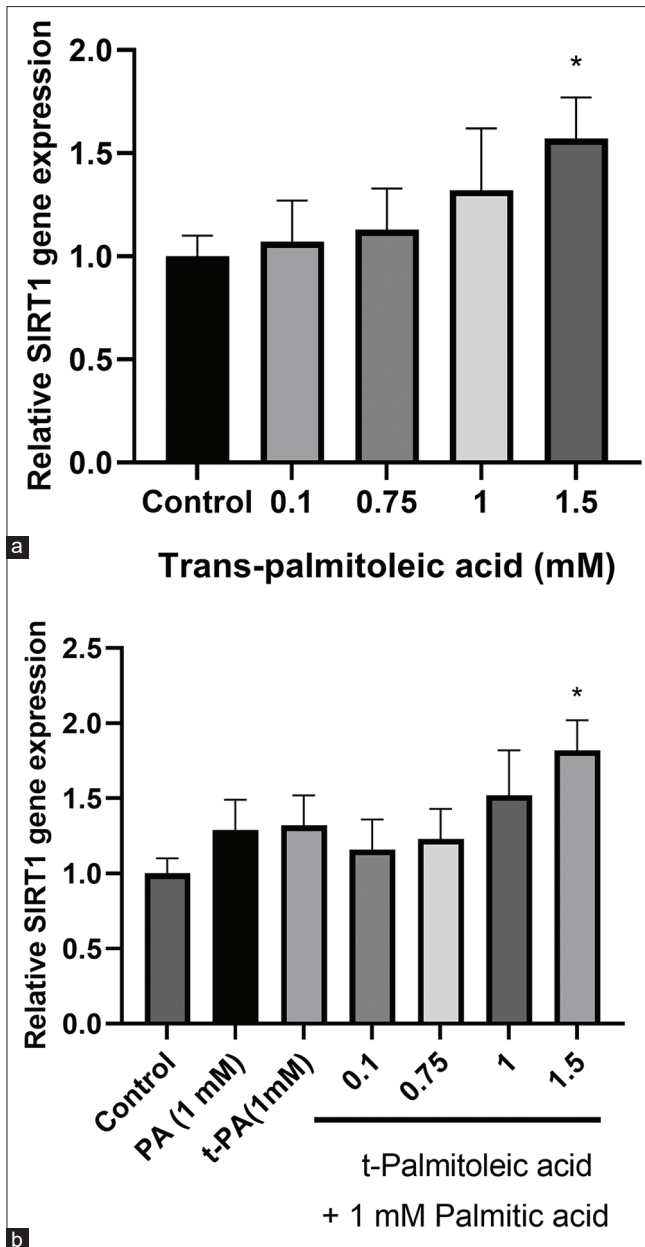 Relative SIRT1 gene expression
2.0
1.5
1.0
0.5
0.0
*
Control 0.1 0.75 1 1.5
Trans-palmitoleic acid (mM)
a
Relative SIRT1 gene expression
2.5
2.0
1.5
1.0
0.5
0.0
*
Control
PA (1 mM)
t-PA(1mM)
0.1
0.75
1
1.5
t-Palmitoleic acid
+ 1 mM Palmitic acid
b